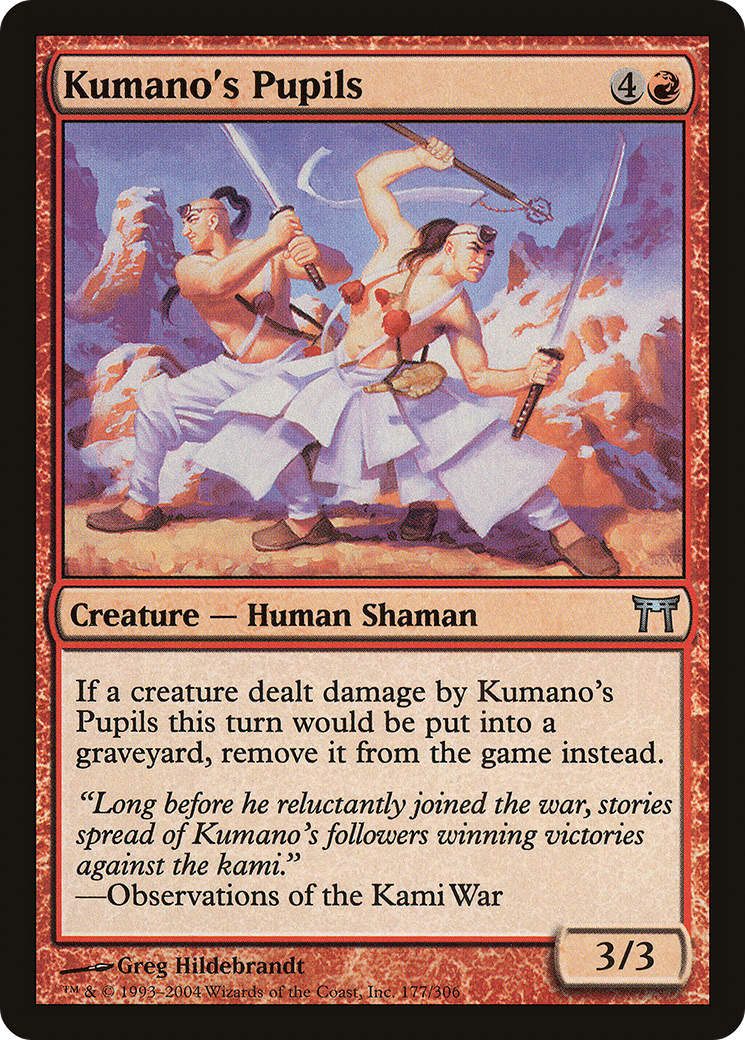 Kumano's Pupils 4
Creature — Human Shaman
If a creature dealt damage by Kumano's
Pupils this turn would be put into a
graveyard, remove it from the game instead.
“Long before he reluctantly joined the war, stories
spread of Kumano's followers winning victories
against the kami.”
—Observations of the Kami War
3/3
Greg Hildebrandt
™ & © 1993–2004 Wizards of the Coast, Inc. 177/306